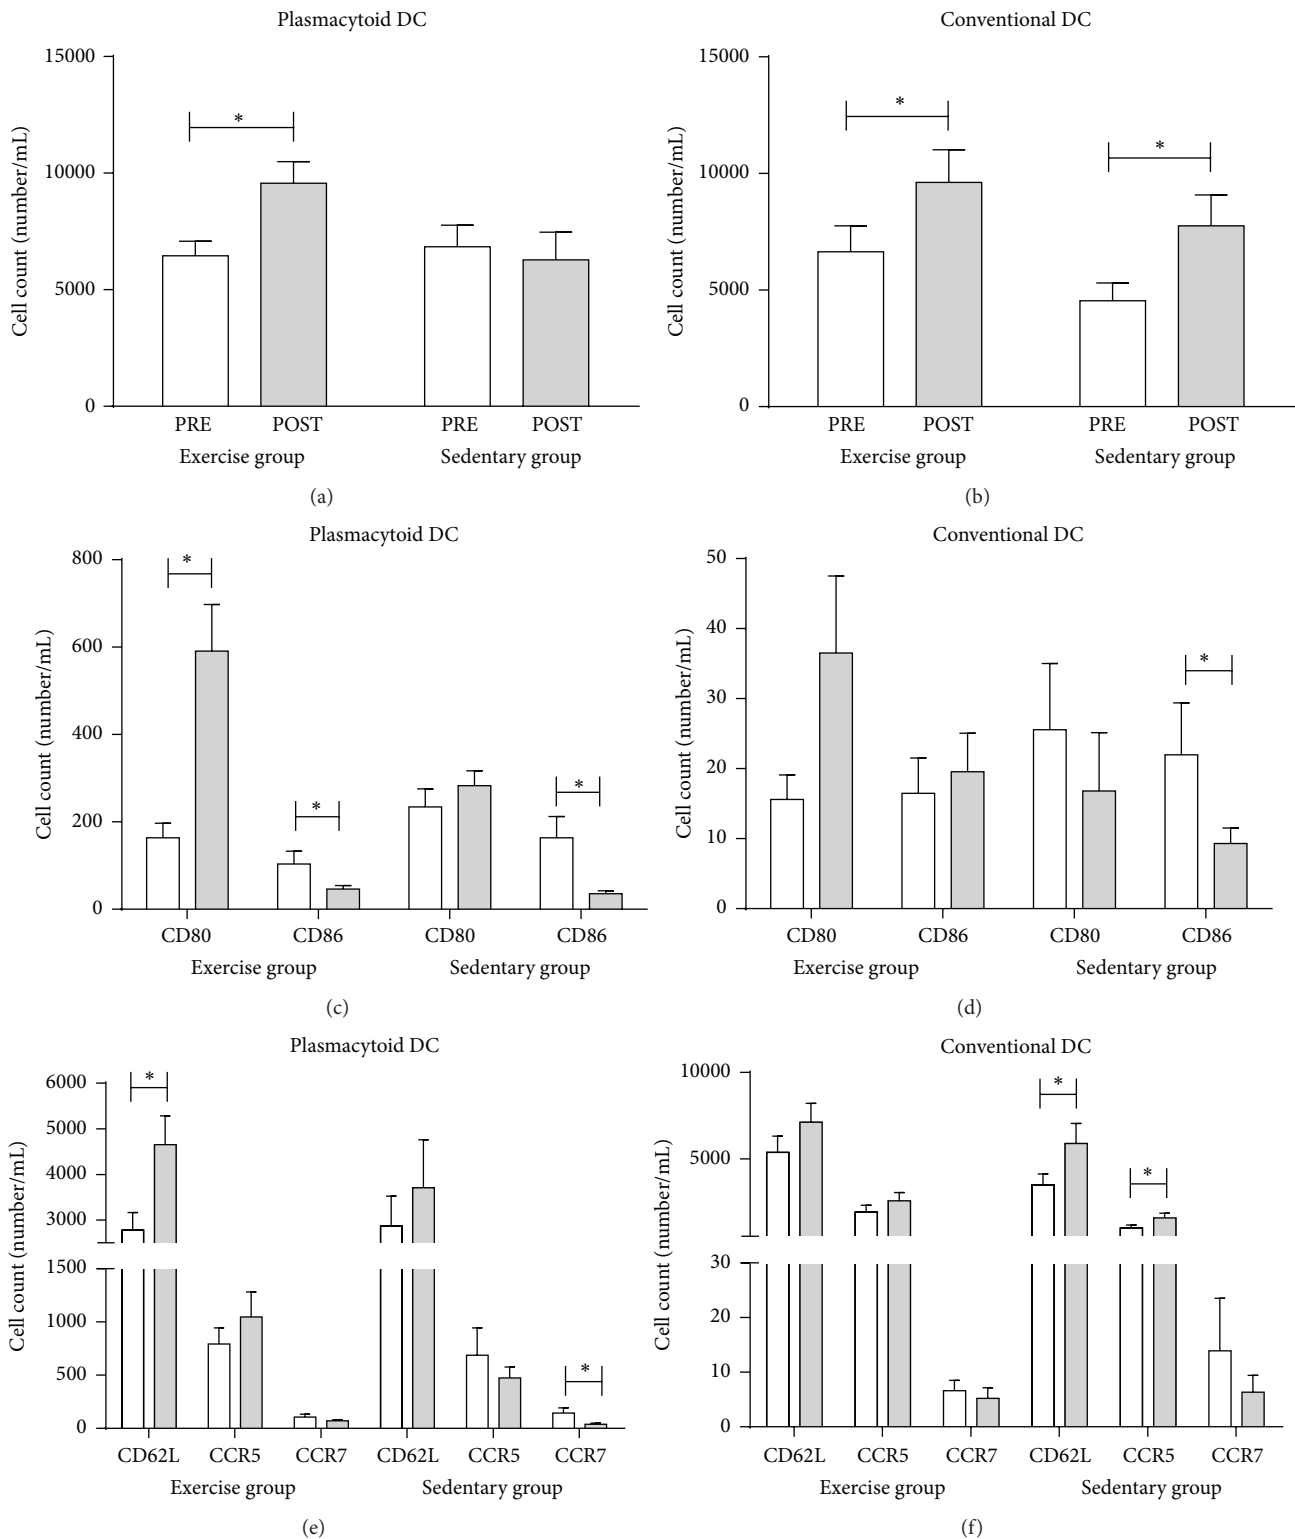 Plasmacytoid DC
15000
10000
5000
0
Cell count (number/mL)
*
PRE POST PRE POST
Exercise group Sedentary group
(a)
Conventional DC
15000
10000
5000
0
Cell count (number/mL)
*
*
PRE POST PRE POST
Exercise group Sedentary group
(b)
Plasmacytoid DC
800
600
400
200
0
Cell count (number/mL)
*
*
*
CD80 CD86 CD80 CD86
Exercise group Sedentary group
(c)
Conventional DC
50
40
30
20
10
0
Cell count (number/mL)
*
CD80 CD86 CD80 CD86
Exercise group Sedentary group
(d)
Plasmacytoid DC
6000
5000
4000
3000
1500
1000
500
0
Cell count (number/mL)
*
*
CD62L CCR5 CCR7 CD62L CCR5 CCR7
Exercise group Sedentary group
(e)
Conventional DC
10000
5000
30
20
10
0
Cell count (number/mL)
*
*
CD62L CCR5 CCR7 CD62L CCR5 CCR7
Exercise group Sedentary group
(f)